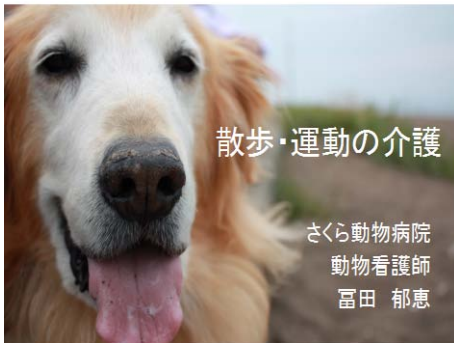 散歩・運動の介護
さくら動物病院
動物看護師
冨田　郁恵